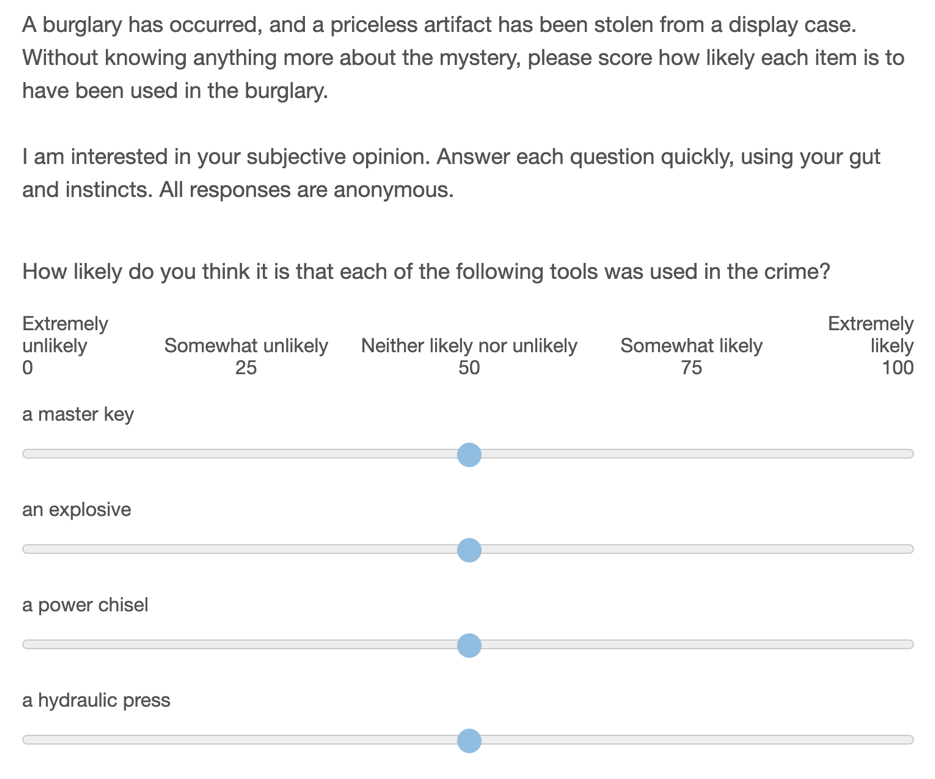 A burglary has occurred, and a priceless artifact has been stolen from a display case.
Without knowing anything more about the mystery, please score how likely each item is to
have been used in the burglary.
I am interested in your subjective opinion. Answer each question quickly, using your gut
and instincts. All responses are anonymous.
How likely do you think it is that each of the following tools was used in the crime?
Extremely unlikely 0
Somewhat unlikely 25
Neither likely nor unlikely 50
Somewhat likely 75
Extremely likely 100
a master key
an explosive
a power chisel
a hydraulic press